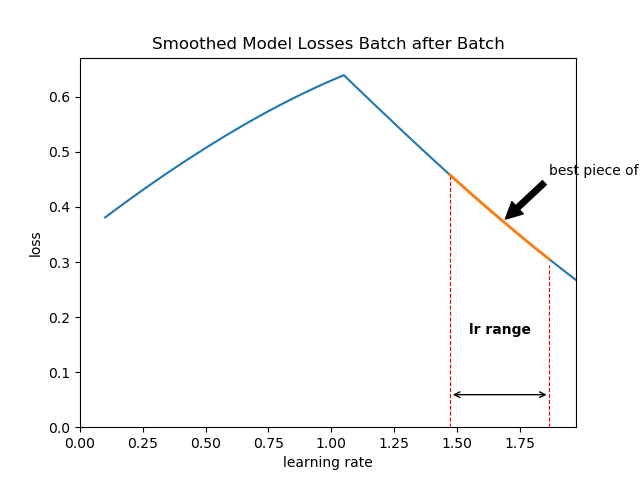 Smoothed Model Losses Batch after Batch
0.6
best piece of
0.5
0.4
loss
0.3
0.2
lr range
0.1
0.0
0.00 0.25 0.50 0.75 1.00 1.25 1.50 1.75
learning rate